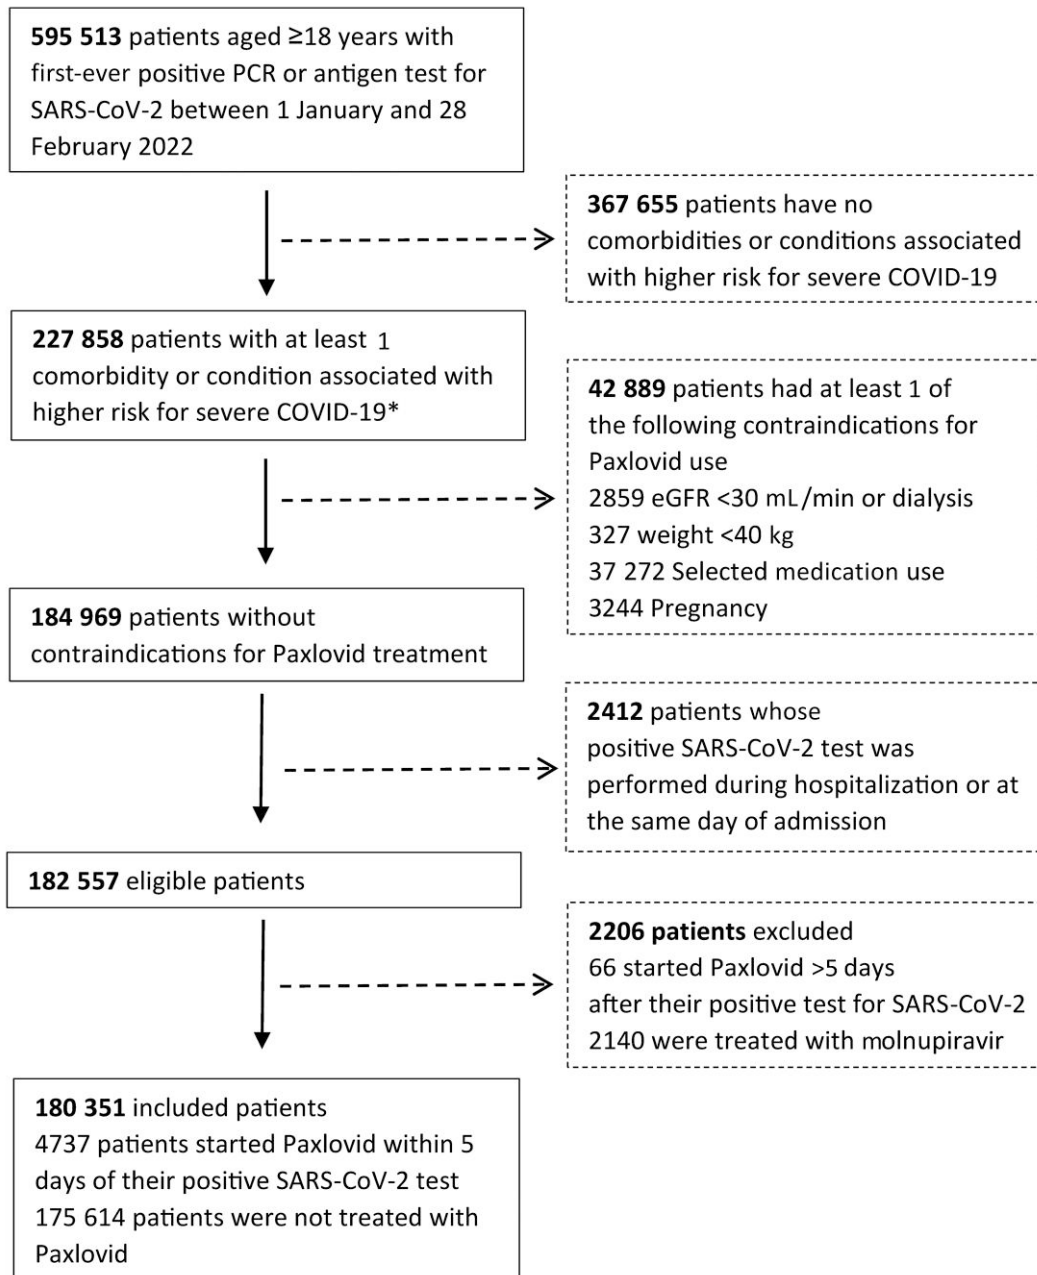 595 513 patients aged ≥18 years with
first-ever positive PCR or antigen test for
SARS-CoV-2 between 1 January and 28
February 2022
367 655 patients have no
comorbidities or conditions associated
with higher risk for severe COVID-19
227 858 patients with at least 1
comorbidity or condition associated with
higher risk for severe COVID-19*
42 889 patients had at least 1 of
the following contraindications for
Paxlovid use
2859 eGFR <30 mL/min or dialysis
327 weight <40 kg
37 272 Selected medication use
3244 Pregnancy
184 969 patients without
contraindications for Paxlovid treatment
2412 patients whose
positive SARS-CoV-2 test was
performed during hospitalization or at
the same day of admission
182 557 eligible patients
2206 patients excluded
66 started Paxlovid >5 days
after their positive test for SARS-CoV-2
2140 were treated with molnupiravir
180 351 included patients
4737 patients started Paxlovid within 5
days of their positive SARS-CoV-2 test
175 614 patients were not treated with
Paxlovid